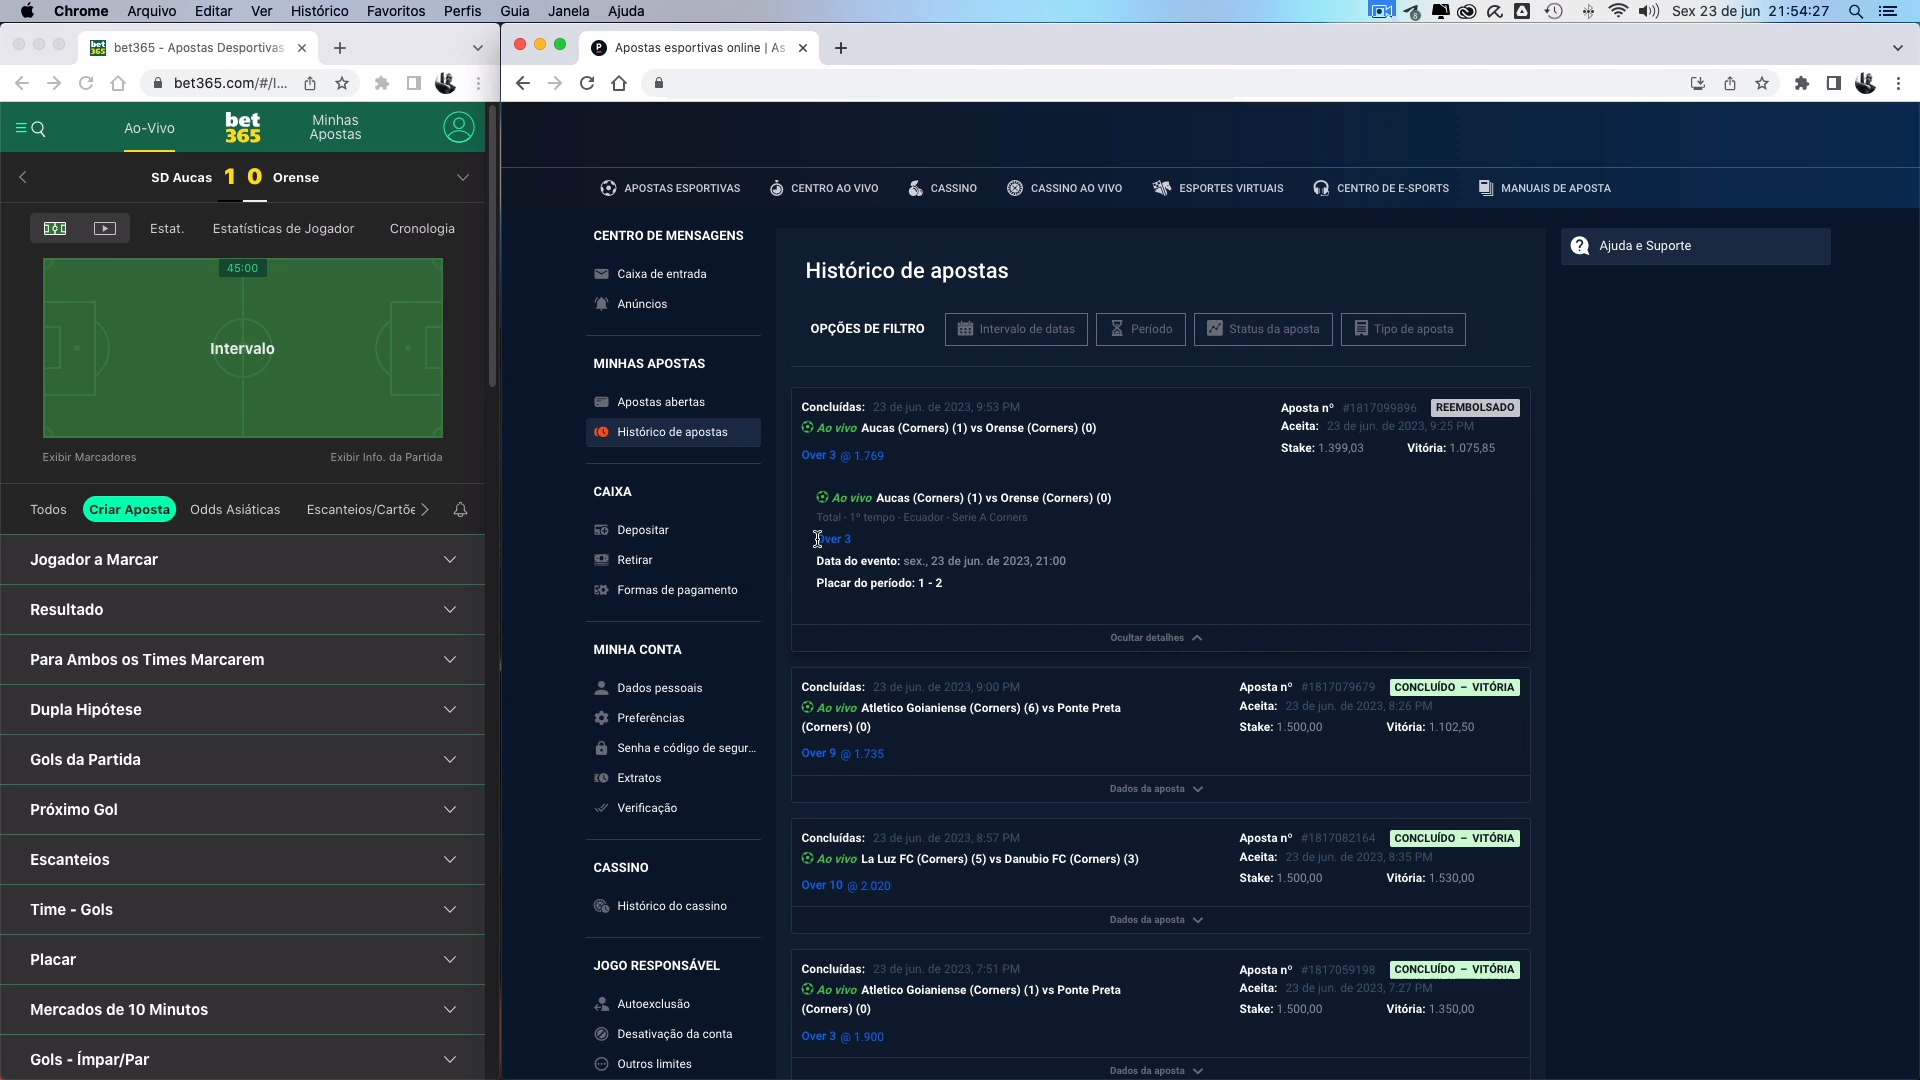 Chrome Arquivo Editar Ver Histórico Favoritos Perfis Guia Janela Ajuda
Sex 23 de jun 21:54:27
bet365 - Apostas Desportivas
bet365.com/#/I...
Ao-Vivo
bet365
Minhas Apostas
SD Aucas 1 0 Orense
Estat.
Estatísticas de Jogador
Cronologia
45:00
Intervalo
Exibir Marcadores
Exibir Info. da Partida
Todos
Criar Aposta
Odds Asiáticas
Escanteios/Cartõe
Jogador a Marcar
Resultado
Para Ambos os Times Marcarem
Dupla Hipótese
Gols da Partida
Próximo Gol
Escanteios
Time - Gols
Placar
Mercados de 10 Minutos
Gols - Ímpar/Par
Apostas esportivas online | As
APOSTAS ESPORTIVAS
CENTRO AO VIVO
CASSINO
CASSINO AO VIVO
ESPORTES VIRTUAIS
CENTRO DE E-SPORTS
MANUAIS DE APOSTA
CENTRO DE MENSAGENS
Caixa de entrada
Anúncios
MINHAS APOSTAS
Apostas abertas
Histórico de apostas
CAIXA
Depositar
Retirar
Formas de pagamento
MINHA CONTA
Dados pessoais
Preferências
Senha e código de segur...
Extratos
Verificação
CASSINO
Histórico do cassino
JOGO RESPONSÁVEL
Autoexclusão
Desativação da conta
Outros limites
Histórico de apostas
OPÇÕES DE FILTRO
Intervalo de datas
Período
Status da aposta
Tipo de aposta
Concluídas: 23 de jun. de 2023, 9:53 PM
Aposta nº #1817099896 REEMBOLSADO
Ao vivo Aucas (Corners) (1) vs Orense (Corners) (0)
Aceita: 23 de jun. de 2023, 9:25 PM
Over 3 @ 1.769
Stake: 1.399,03 Vitória: 1.075,85
Ao vivo Aucas (Corners) (1) vs Orense (Corners) (0)
Total - 1º tempo - Ecuador - Serie A Corners
Over 3
Data do evento: sex., 23 de jun. de 2023, 21:00
Placar do período: 1 - 2
Ocultar detalhes
Concluídas: 23 de jun. de 2023, 9:00 PM
Aposta nº #1817079679 CONCLUÍDO – VITÓRIA
Ao vivo Atletico Goianiense (Corners) (6) vs Ponte Preta
(Corners) (0)
Aceita: 23 de jun. de 2023, 8:26 PM
Stake: 1.500,00 Vitória: 1.102,50
Over 9 @ 1.735
Dados da aposta
Concluídas: 23 de jun. de 2023, 8:57 PM
Aposta nº #1817082164 CONCLUÍDO – VITÓRIA
Ao vivo La Luz FC (Corners) (5) vs Danubio FC (Corners) (3)
Aceita: 23 de jun. de 2023, 8:35 PM
Stake: 1.500,00 Vitória: 1.530,00
Over 10 @ 2.020
Dados da aposta
Concluídas: 23 de jun. de 2023, 7:51 PM
Aposta nº #1817059198 CONCLUÍDO – VITÓRIA
Ao vivo Atletico Goianiense (Corners) (1) vs Ponte Preta
(Corners) (0)
Aceita: 23 de jun. de 2023, 7:27 PM
Stake: 1.500,00 Vitória: 1.350,00
Over 3 @ 1.900
Dados da aposta
Ajuda e Suporte